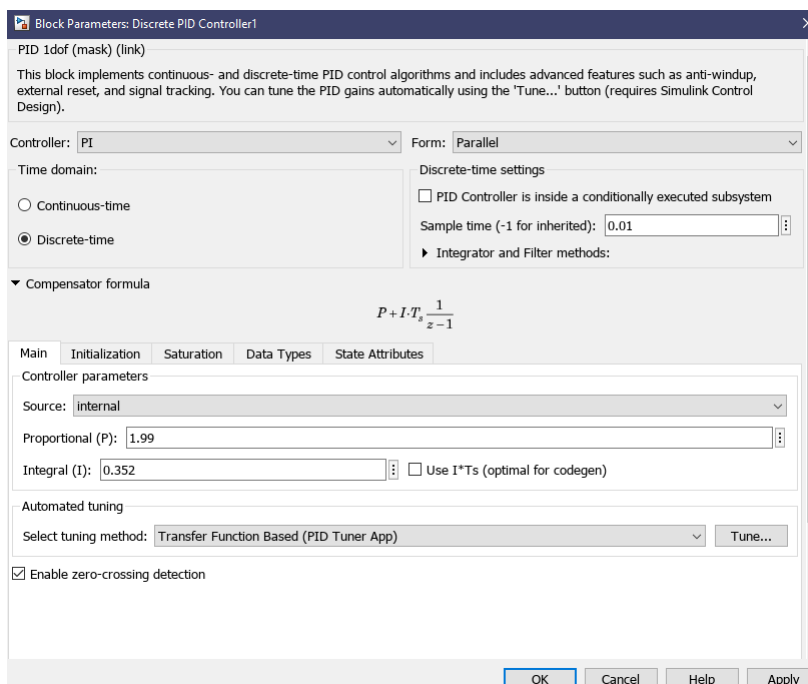 Block Parameters: Discrete PID Controller1
PID 1dof (mask) (link)
This block implements continuous- and discrete-time PID control algorithms and includes advanced features such as anti-windup,
external reset, and signal tracking. You can tune the PID gains automatically using the 'Tune...' button (requires Simulink Control
Design).
Controller: PI Form: Parallel
Time domain: Discrete-time settings
Continuous-time
PID Controller is inside a conditionally executed subsystem
Discrete-time
Sample time (-1 for inherited): 0.01
Integrator and Filter methods:
Compensator formula
P + I·Ts 1/(z−1)
Main Initialization Saturation Data Types State Attributes
Controller parameters
Source: internal
Proportional (P): 1.99
Integral (I): 0.352 Use I*Ts (optimal for codegen)
Automated tuning
Select tuning method: Transfer Function Based (PID Tuner App) Tune...
Enable zero-crossing detection
OK Cancel Help Apply